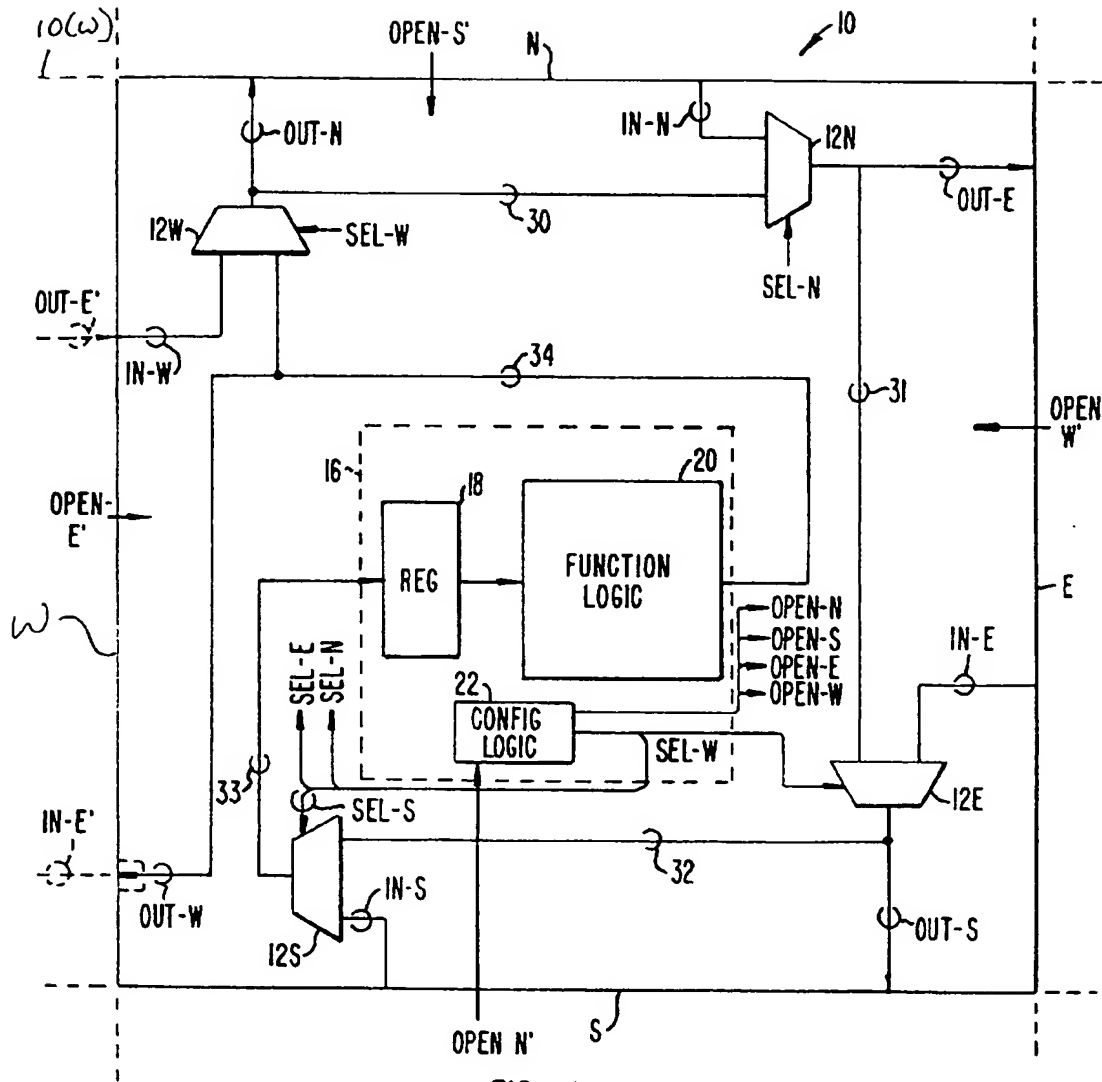 10(W)
OPEN-S'
N
10
OUT-N
IN-N
12N
30
OUT-E
12W
SEL-W
SEL-N
OUT-E'
IN-W
34
31
OPEN
W'
16
18
20
OPEN-
E'
REG
FUNCTION
LOGIC
E
W
OPEN-N
OPEN-S
OPEN-E
OPEN-W
IN-E
SEL-E
SEL-N
22
CONFIG
LOGIC
SEL-W
12E
33
SEL-S
IN-E'
32
OUT-W
IN-S
OUT-S
12S
S
OPEN N'